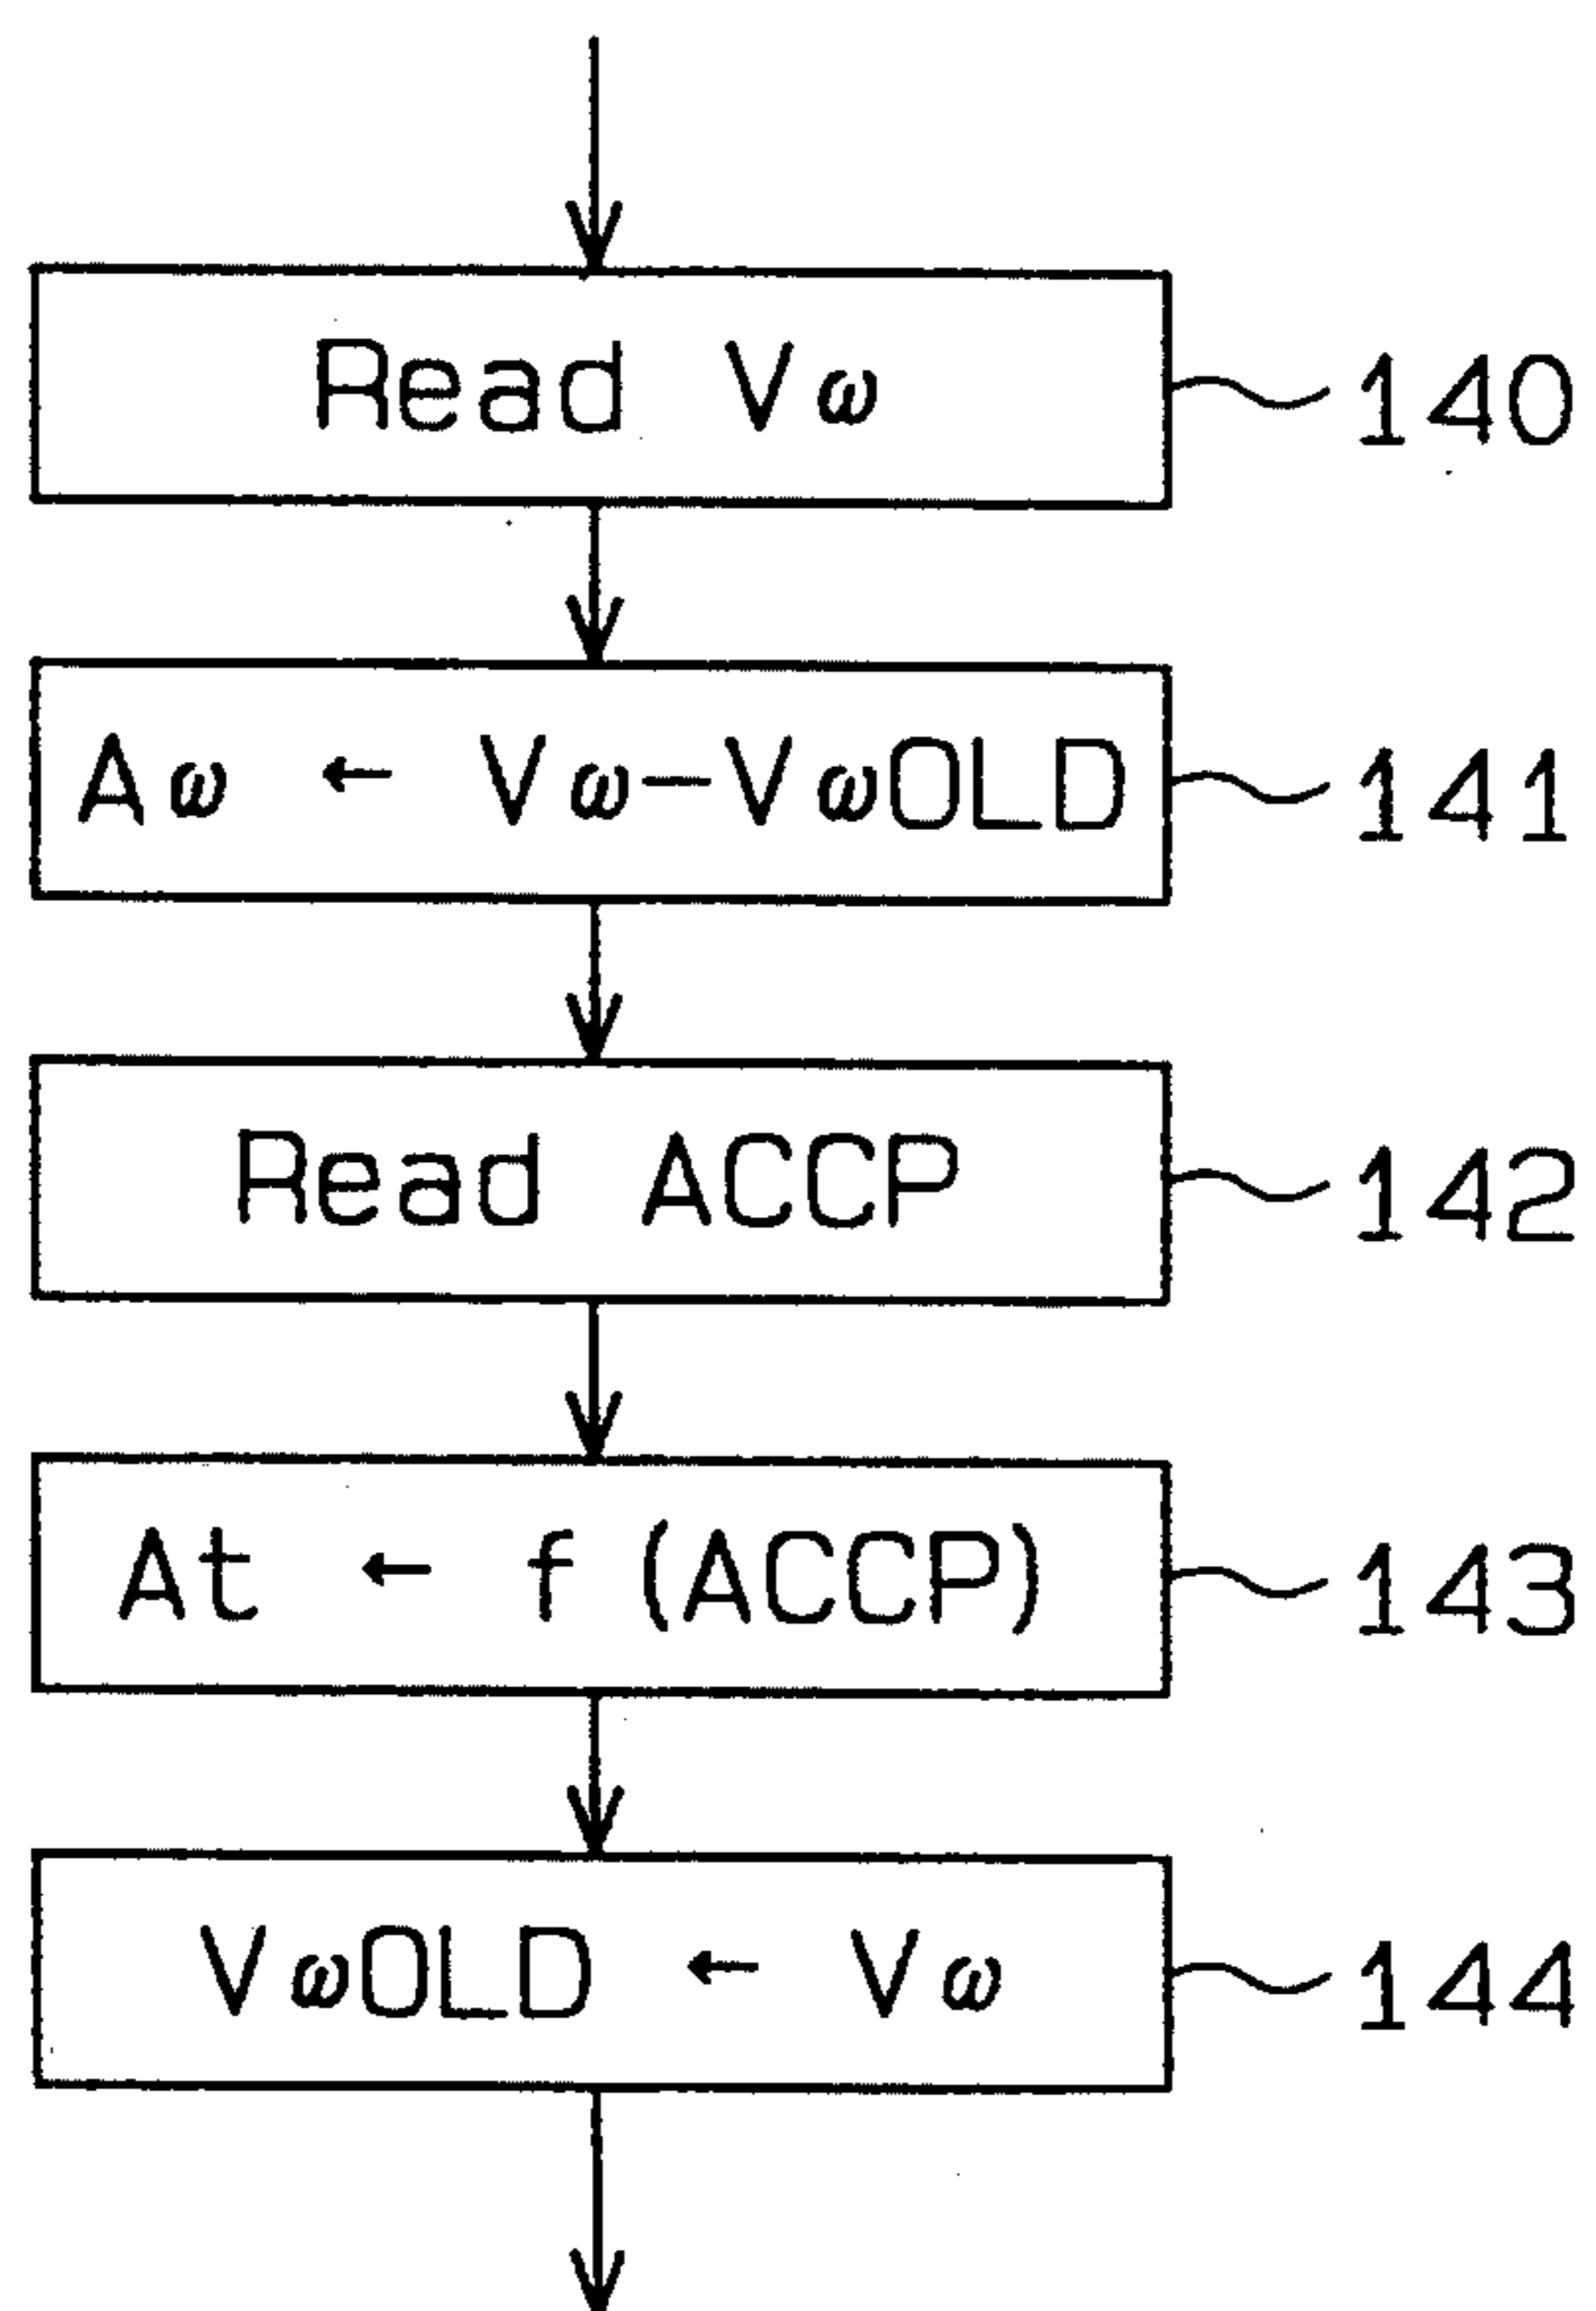 Read Vω 140
Aω ← Vω-VωOLD 141
Read ACCP 142
At ← f (ACCP) 143
VωOLD ← Vω 144